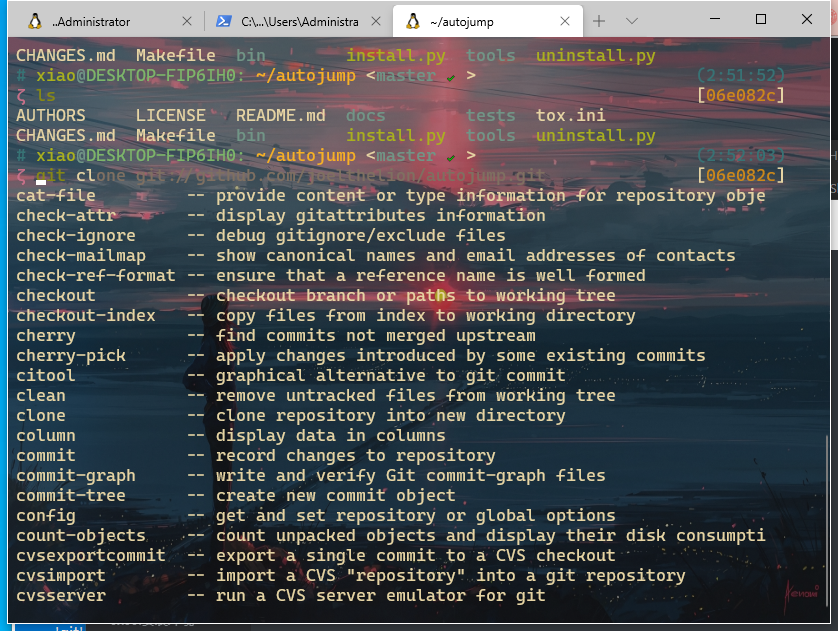 ..Administrator
C:\...\Users\Administra
~/autojump
CHANGES.md Makefile bin install.py tools uninstall.py
# xiao@DESKTOP-FIP6IH0: ~/autojump <master ✔ > (2:51:52)
ζ ls [06e082c]
AUTHORS LICENSE README.md docs tests tox.ini
CHANGES.md Makefile bin install.py tools uninstall.py
# xiao@DESKTOP-FIP6IH0: ~/autojump <master ✔ > (2:52:03)
ζ git clone git://github.com/joelthelion/autojump.git [06e082c]
cat-file -- provide content or type information for repository obje
check-attr -- display gitattributes information
check-ignore -- debug gitignore/exclude files
check-mailmap -- show canonical names and email addresses of contacts
check-ref-format -- ensure that a reference name is well formed
checkout -- checkout branch or paths to working tree
checkout-index -- copy files from index to working directory
cherry -- find commits not merged upstream
cherry-pick -- apply changes introduced by some existing commits
citool -- graphical alternative to git commit
clean -- remove untracked files from working tree
clone -- clone repository into new directory
column -- display data in columns
commit -- record changes to repository
commit-graph -- write and verify Git commit-graph files
commit-tree -- create new commit object
config -- get and set repository or global options
count-objects -- count unpacked objects and display their disk consumpti
cvsexportcommit -- export a single commit to a CVS checkout
cvsimport -- import a CVS "repository" into a git repository
cvsserver -- run a CVS server emulator for git
'git'